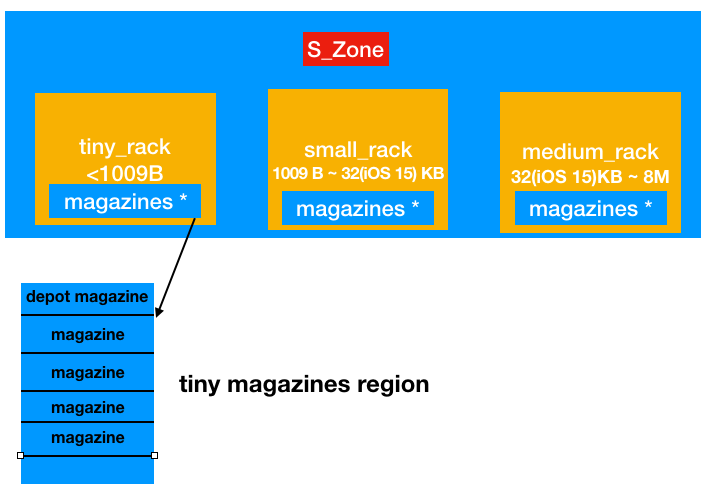 S_Zone
tiny_rack
<1009B
magazines *
small_rack
1009 B ~ 32(iOS 15) KB
magazines *
medium_rack
32(iOS 15)KB ~ 8M
magazines *
depot magazine
magazine
magazine
magazine
magazine
tiny magazines region